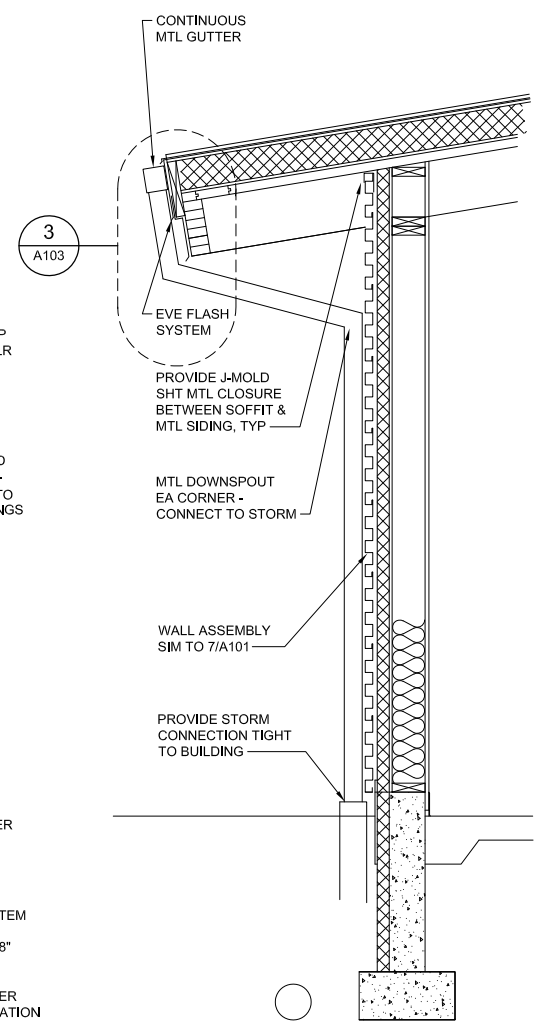 CONTINUOUS
MTL GUTTER
3
A103
EVE FLASH
SYSTEM
PROVIDE J-MOLD
SHT MTL CLOSURE
BETWEEN SOFFIT &
MTL SIDING, TYP
MTL DOWNSPOUT
EA CORNER -
CONNECT TO STORM
WALL ASSEMBLY
SIM TO 7/A101
PROVIDE STORM
CONNECTION TIGHT
TO BUILDING
8"